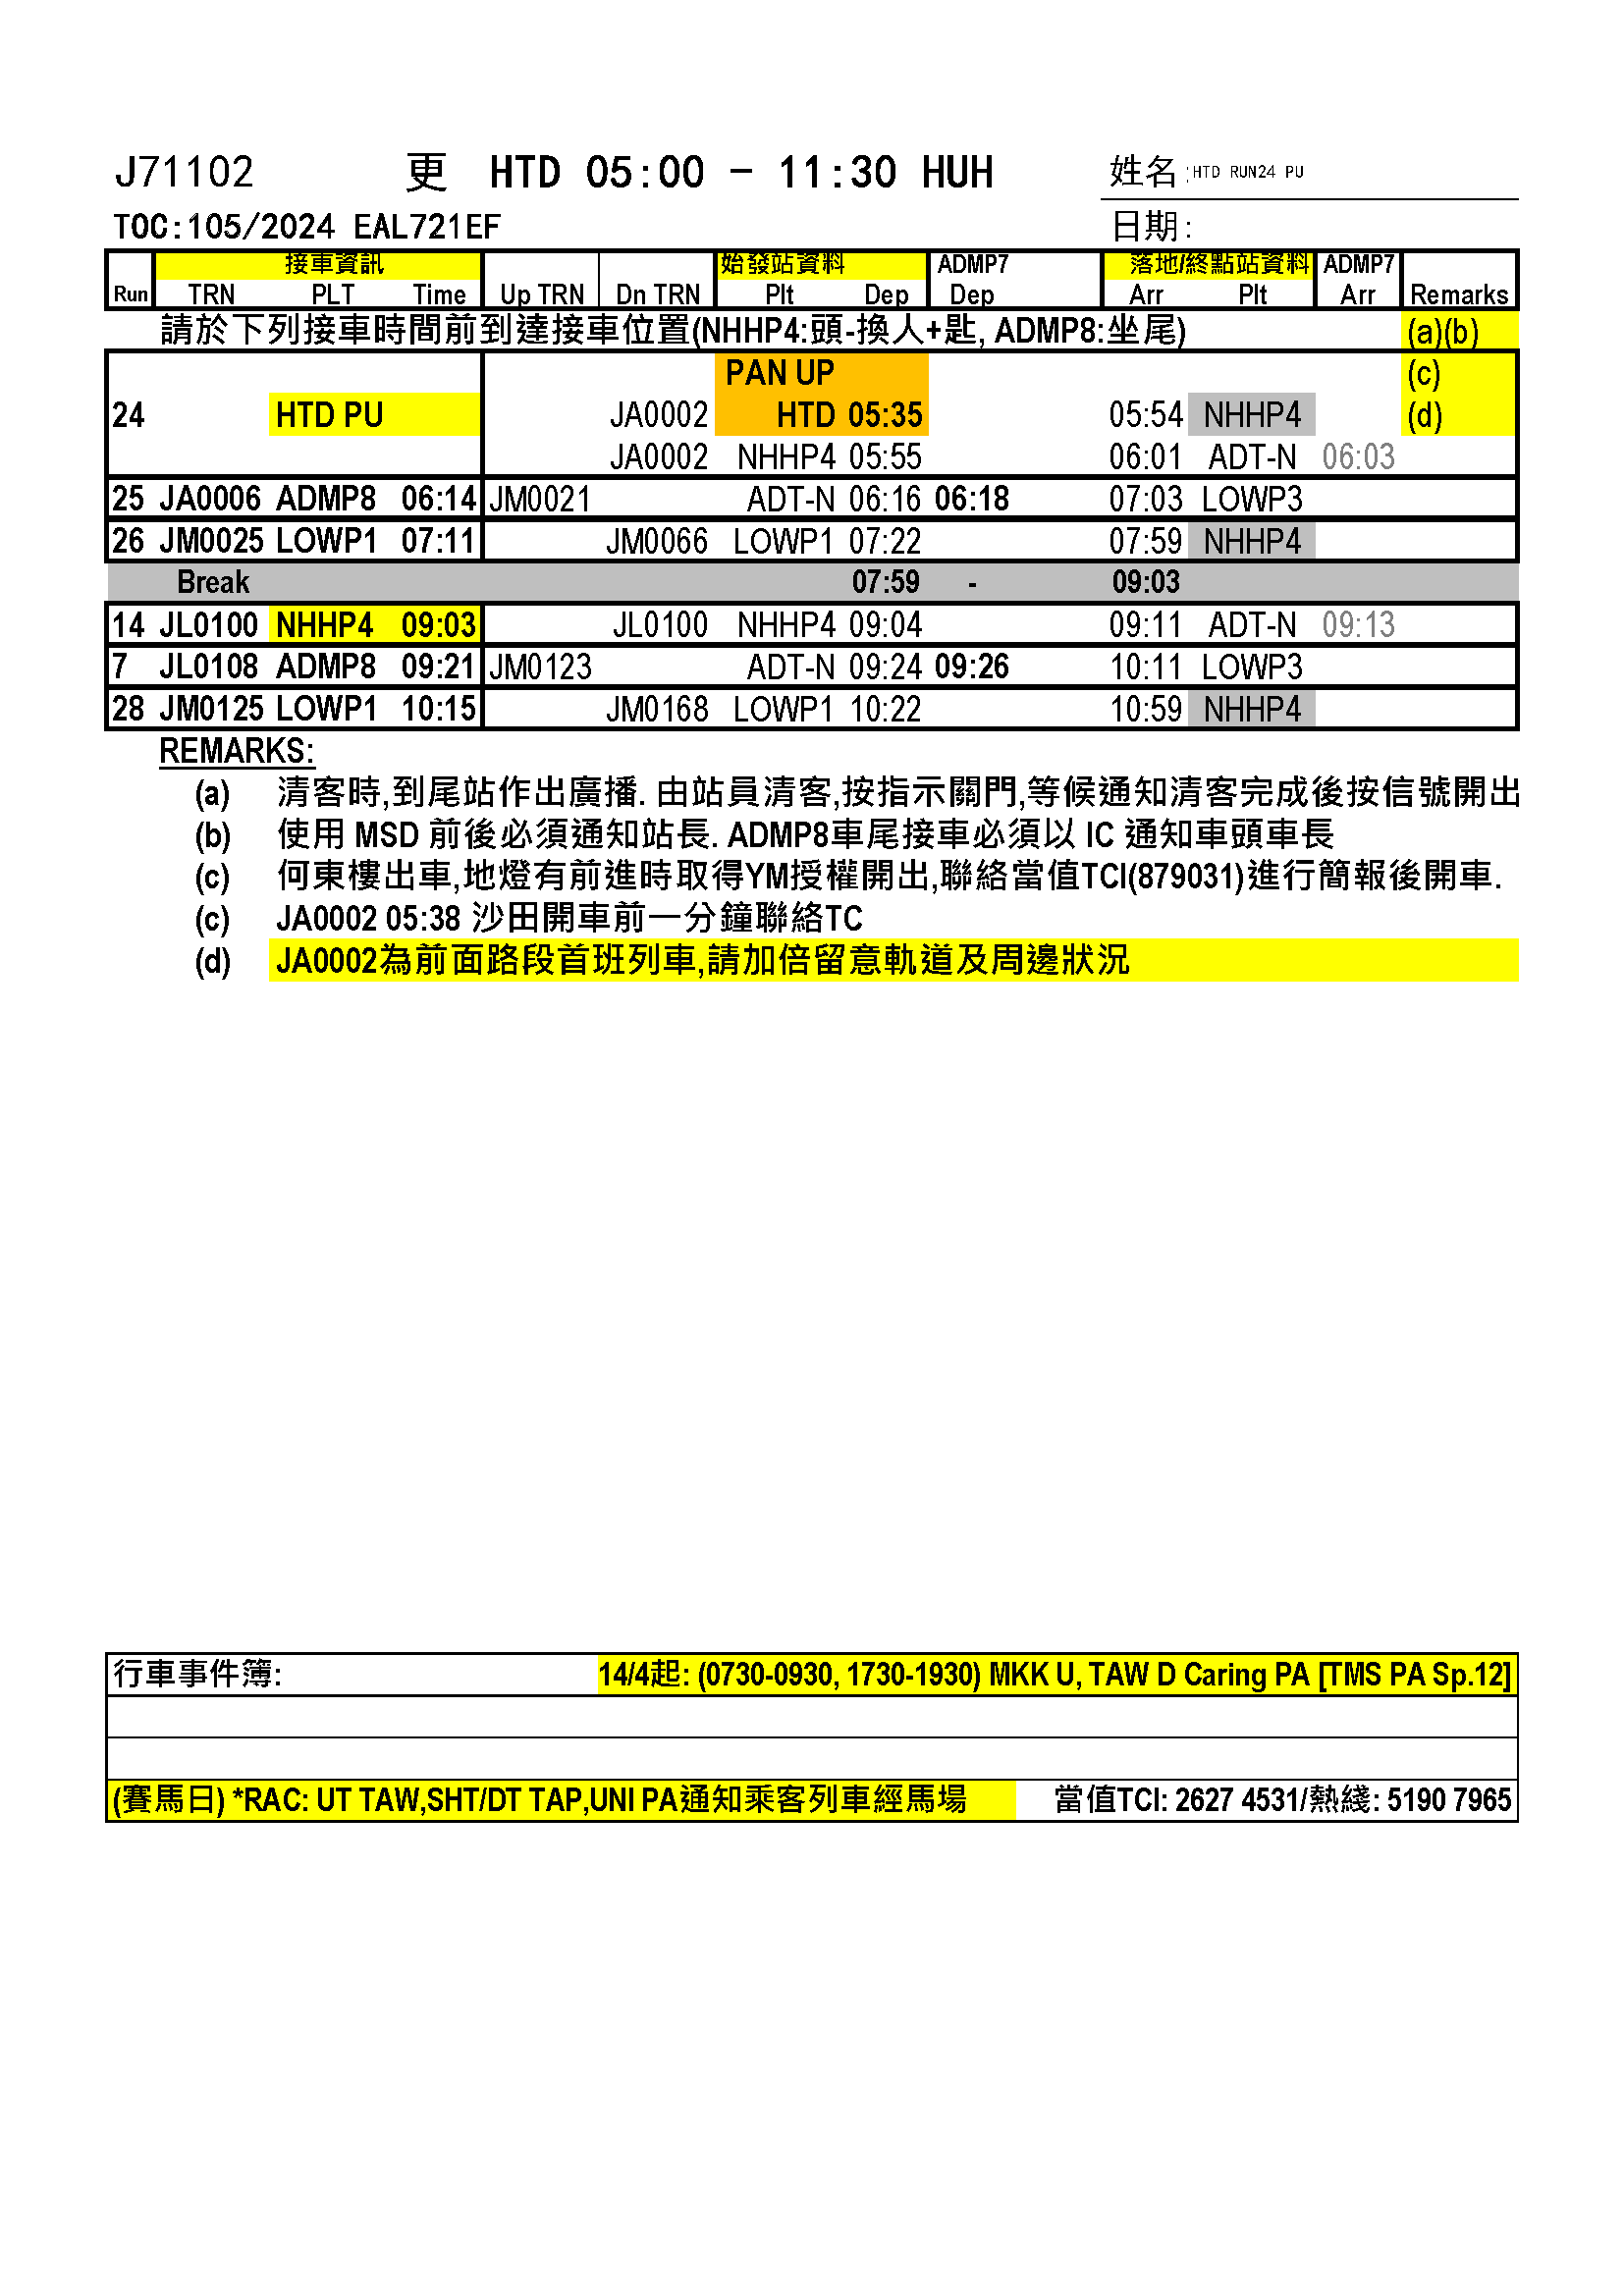 J71102 更 HTD 05:00 - 11:30 HUH 姓名:HTD RUN24 PU
TOC:105/2024 EAL721EF 日期:
接車資訊 始發站資料 ADMP7 落地/終點站資料 ADMP7
Run TRN PLT Time Up TRN Dn TRN Plt Dep Dep Arr Plt Arr Remarks
請於下列接車時間前到達接車位置(NHHP4:頭-換人+匙, ADMP8:坐尾) (a)(b)
PAN UP (c)
24 HTD PU JA0002 HTD 05:35 05:54 NHHP4 (d)
JA0002 NHHP4 05:55 06:01 ADT-N 06:03
25 JA0006 ADMP8 06:14 JM0021 ADT-N 06:16 06:18 07:03 LOWP3
26 JM0025 LOWP1 07:11 JM0066 LOWP1 07:22 07:59 NHHP4
Break 07:59 - 09:03
14 JL0100 NHHP4 09:03 JL0100 NHHP4 09:04 09:11 ADT-N 09:13
7 JL0108 ADMP8 09:21 JM0123 ADT-N 09:24 09:26 10:11 LOWP3
28 JM0125 LOWP1 10:15 JM0168 LOWP1 10:22 10:59 NHHP4
REMARKS:
(a) 清客時,到尾站作出廣播. 由站員清客,按指示關門,等候通知清客完成後按信號開出
(b) 使用 MSD 前後必須通知站長. ADMP8車尾接車必須以 IC 通知車頭車長
(c) 何東樓出車,地燈有前進時取得YM授權開出,聯絡當值TCI(879031)進行簡報後開車.
(c) JA0002 05:38 沙田開車前一分鐘聯絡TC
(d) JA0002為前面路段首班列車,請加倍留意軌道及周邊狀況
行車事件簿: 14/4起: (0730-0930, 1730-1930) MKK U, TAW D Caring PA [TMS PA Sp.12]
(賽馬日) *RAC: UT TAW,SHT/DT TAP,UNI PA通知乘客列車經馬場 當值TCI: 2627 4531/熱綫: 5190 7965